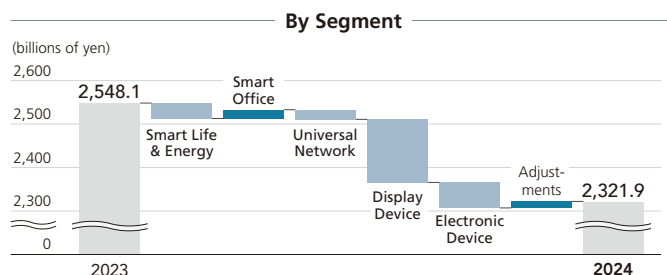 By Segment
(billions of yen)
2,600
2,500
2,400
2,300
0
2,548.1
Smart Life
& Energy
Smart
Office
Universal
Network
Display
Device
Electronic
Device
Adjust-
ments
2,321.9
2023
2024